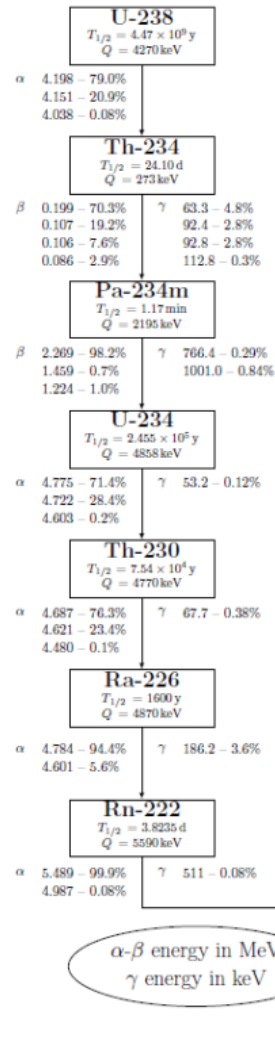 U-238
T₁/₂ = 4.47 × 10⁹ y
Q = 4270 keV
α 4.198 – 79.0%
4.151 – 20.9%
4.038 – 0.08%
Th-234
T₁/₂ = 24.10 d
Q = 273 keV
β 0.199 – 70.3% γ 63.3 – 4.8%
0.107 – 19.2% 92.4 – 2.8%
0.106 – 7.6% 92.8 – 2.8%
0.086 – 2.9% 112.8 – 0.3%
Pa-234m
T₁/₂ = 1.17 min
Q = 2195 keV
β 2.269 – 98.2% γ 766.4 – 0.29%
1.459 – 0.7% 1001.0 – 0.84%
1.224 – 1.0%
U-234
T₁/₂ = 2.455 × 10⁵ y
Q = 4858 keV
α 4.775 – 71.4% γ 53.2 – 0.12%
4.722 – 28.4%
4.603 – 0.2%
Th-230
T₁/₂ = 7.54 × 10⁴ y
Q = 4770 keV
α 4.687 – 76.3% γ 67.7 – 0.38%
4.621 – 23.4%
4.480 – 0.1%
Ra-226
T₁/₂ = 1600 y
Q = 4870 keV
α 4.784 – 94.4% γ 186.2 – 3.6%
4.601 – 5.6%
Rn-222
T₁/₂ = 3.8235 d
Q = 5590 keV
α 5.489 – 99.9% γ 511 – 0.08%
4.987 – 0.08%
α-β energy in MeV
γ energy in keV